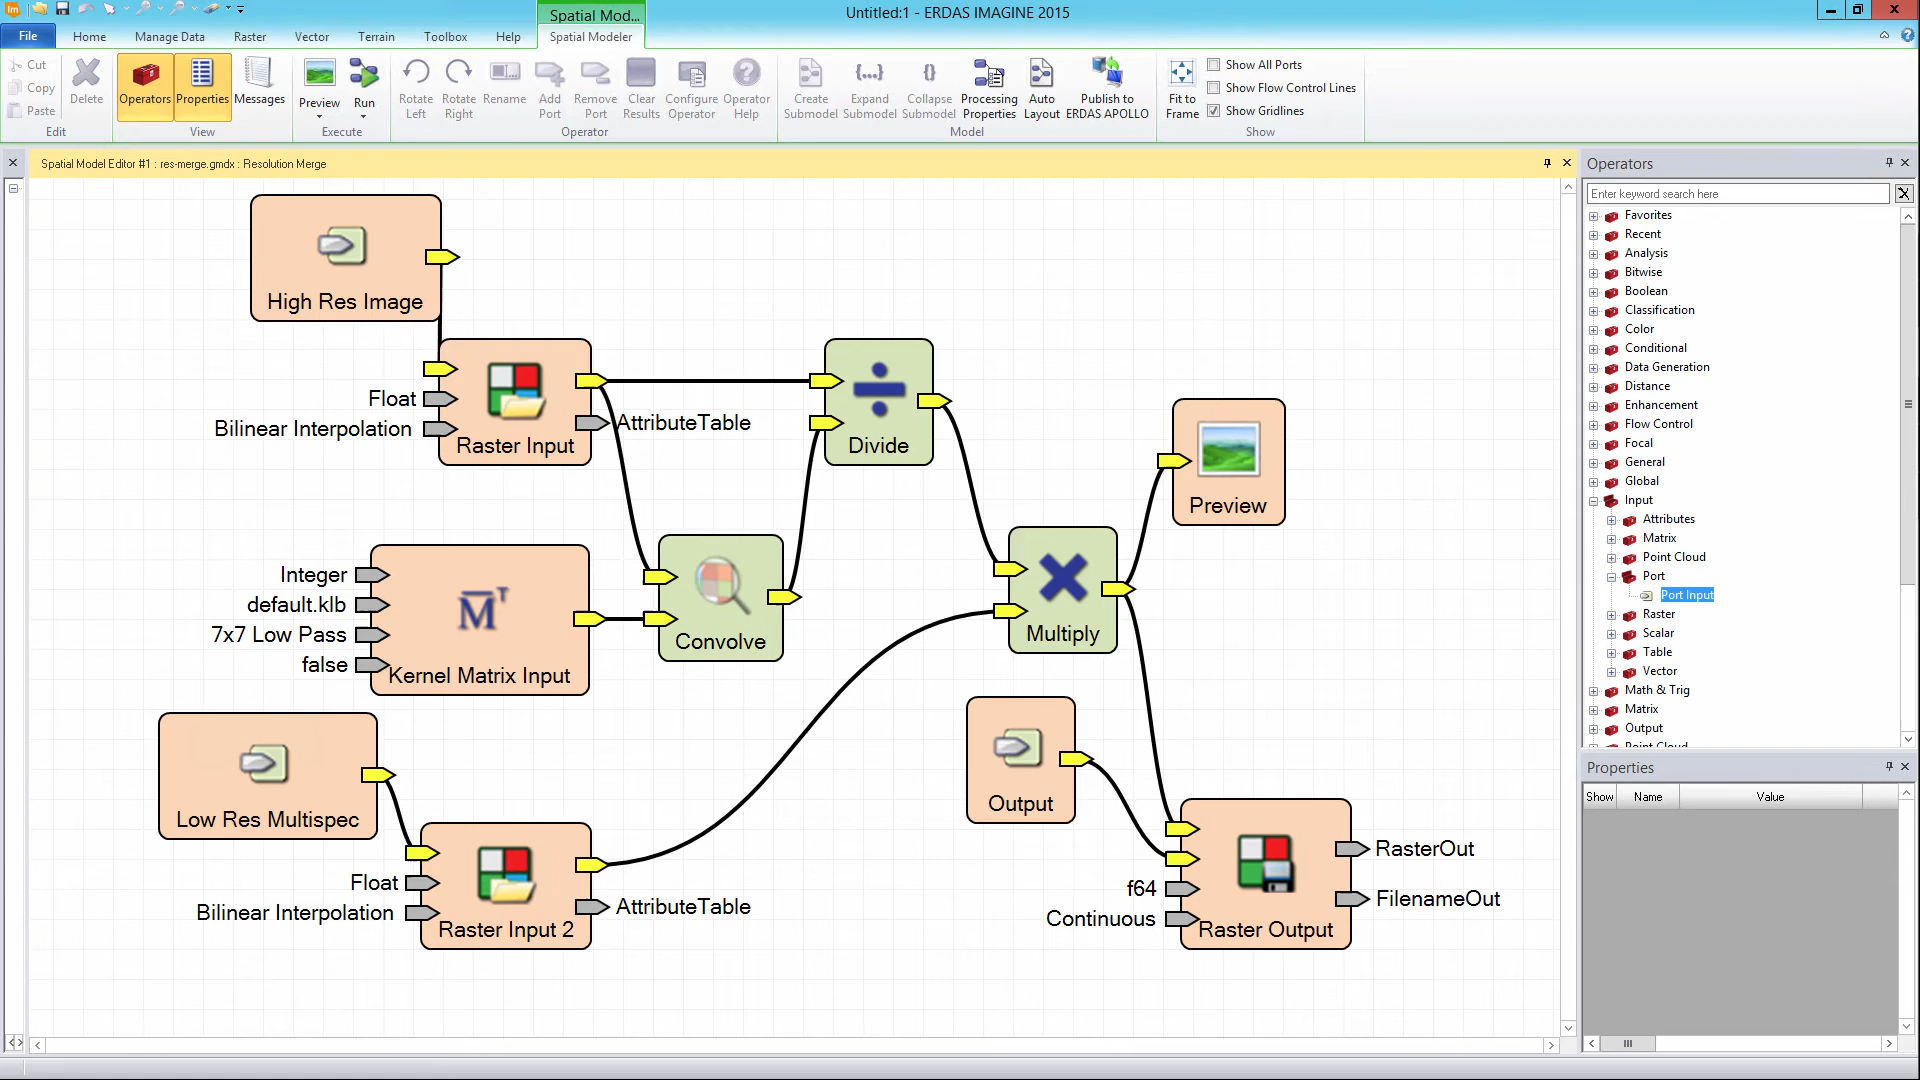 Im
Spatial Mod...
Untitled:1 - ERDAS IMAGINE 2015
File
Home
Manage Data
Raster
Vector
Terrain
Toolbox
Help
Spatial Modeler
Cut
Copy
Paste
Edit
Delete
Operators
Properties
Messages
View
Preview
Run
Execute
Rotate Left
Rotate Right
Rename
Add Port
Remove Port
Clear Results
Configure Operator
Operator Help
Operator
Create Submodel
Expand Submodel
Collapse Submodel
Processing Properties
Auto Layout
Publish to ERDAS APOLLO
Model
Fit to Frame
Show All Ports
Show Flow Control Lines
Show Gridlines
Show
Spatial Model Editor #1 : res-merge.gmdx : Resolution Merge
High Res Image
Float
Bilinear Interpolation
Raster Input
AttributeTable
Divide
Preview
Integer
default.klb
7x7 Low Pass
false
Kernel Matrix Input
Convolve
Multiply
Low Res Multispec
Output
Float
Bilinear Interpolation
Raster Input 2
AttributeTable
f64
Continuous
Raster Output
RasterOut
FilenameOut
Operators
Enter keyword search here
Favorites
Recent
Analysis
Bitwise
Boolean
Classification
Color
Conditional
Data Generation
Distance
Enhancement
Flow Control
Focal
General
Global
Input
Attributes
Matrix
Point Cloud
Port
Port Input
Raster
Scalar
Table
Vector
Math & Trig
Matrix
Output
Point Cloud
Properties
Show
Name
Value